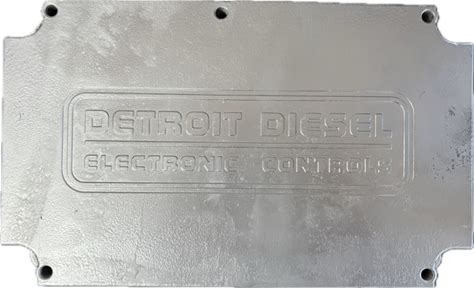 DETROIT DIESEL
ELECTRONIC CONTROLS